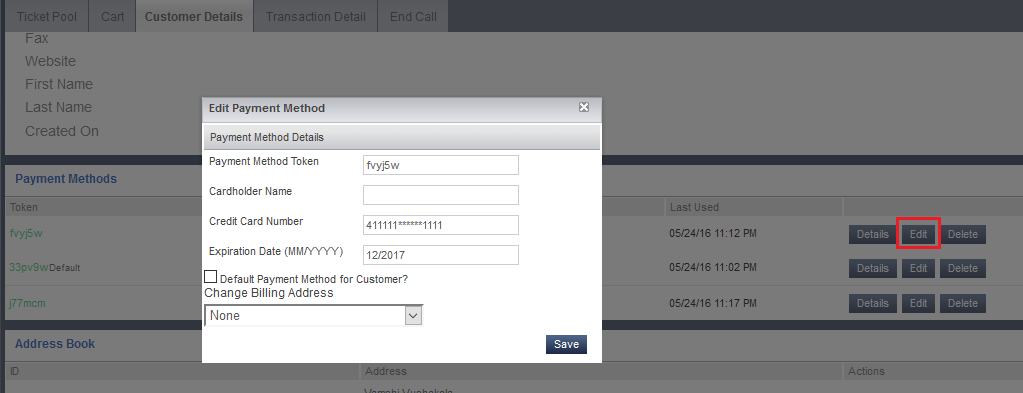 Ticket Pool Cart Customer Details Transaction Detail End Call
Fax
Website
First Name
Last Name
Created On
Edit Payment Method
Payment Method Details
Payment Method Token fvyj5w
Cardholder Name
Credit Card Number 411111******1111
Expiration Date (MM/YYYY) 12/2017
Default Payment Method for Customer?
Change Billing Address
None
Save
Payment Methods
Token Last Used
fvyj5w 05/24/16 11:12 PM Details Edit Delete
33pv9w Default 05/24/16 11:02 PM Details Edit Delete
j77mcm 05/24/16 11:17 PM Details Edit Delete
Address Book
ID Address Actions